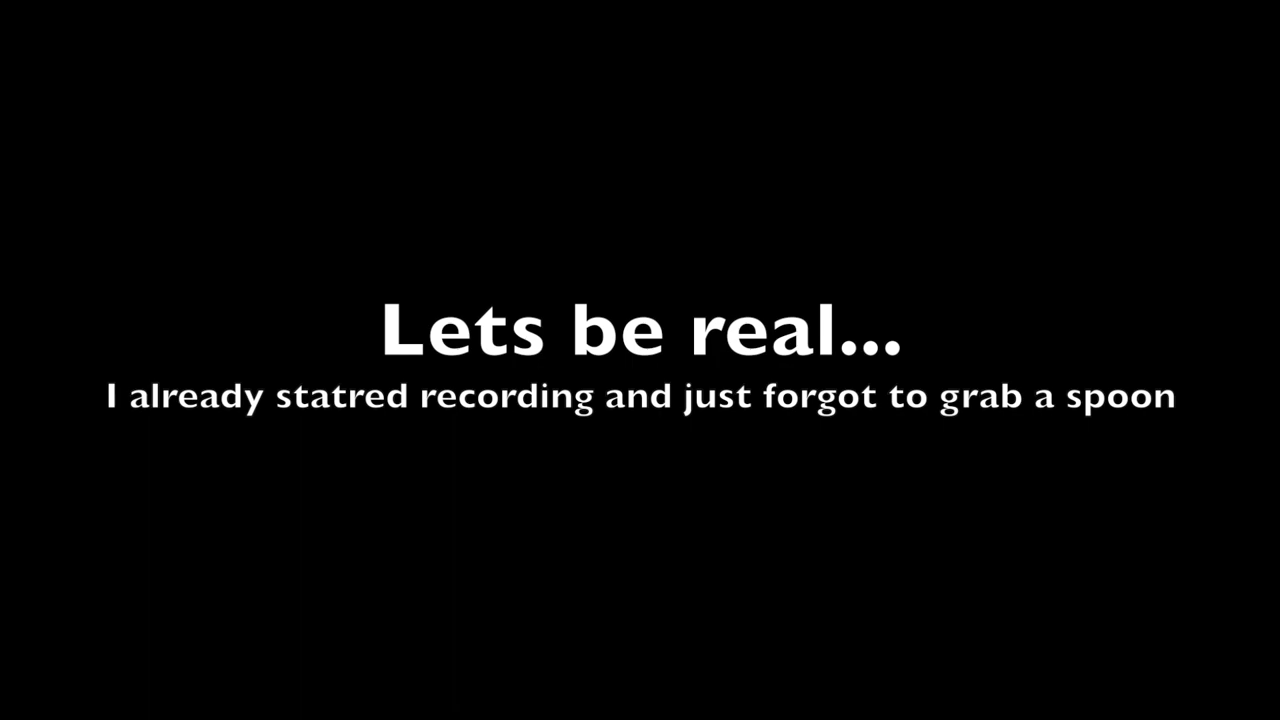 Lets be real...
I already statred recording and just forgot to grab a spoon